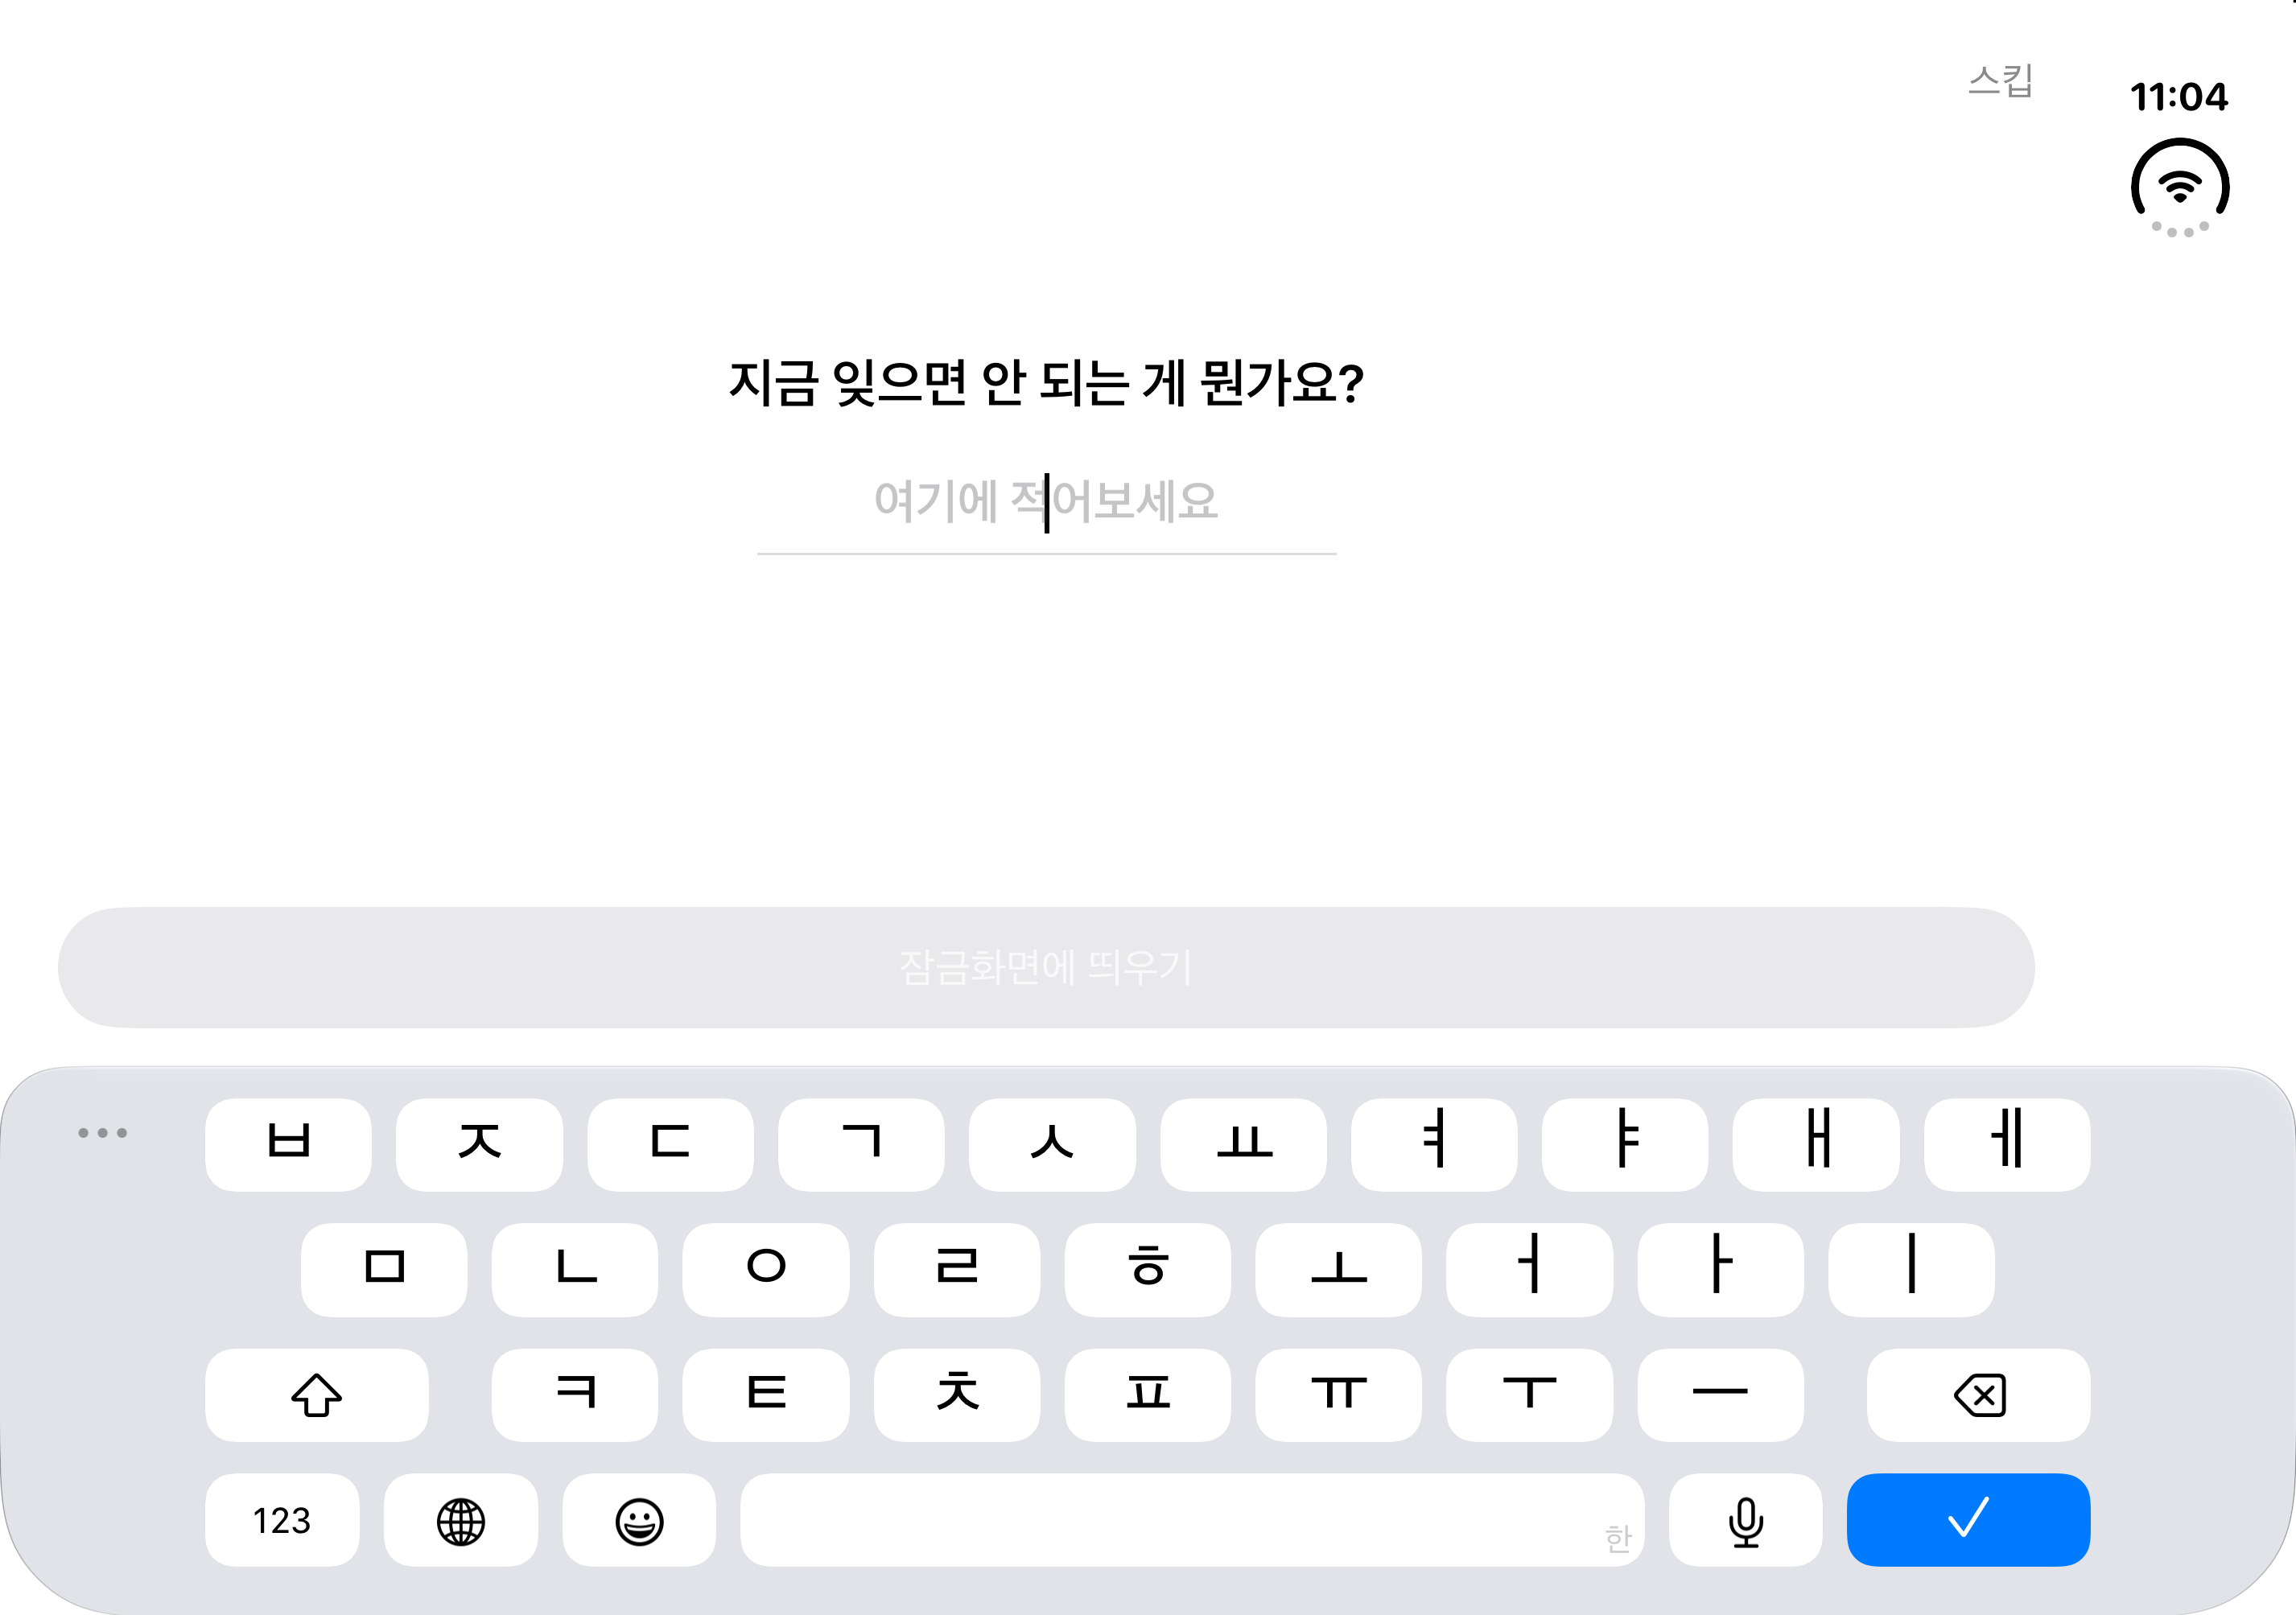 스킵
11:04
지금 잊으면 안 되는 게 뭔가요?
여기에 적어보세요
잠금화면에 띄우기
ㅂ ㅈ ㄷ ㄱ ㅅ ㅛ ㅕ ㅑ ㅐ ㅔ
ㅁ ㄴ ㅇ ㄹ ㅎ ㅗ ㅓ ㅏ ㅣ
ㅋ ㅌ ㅊ ㅍ ㅠ ㅜ ㅡ
123 한